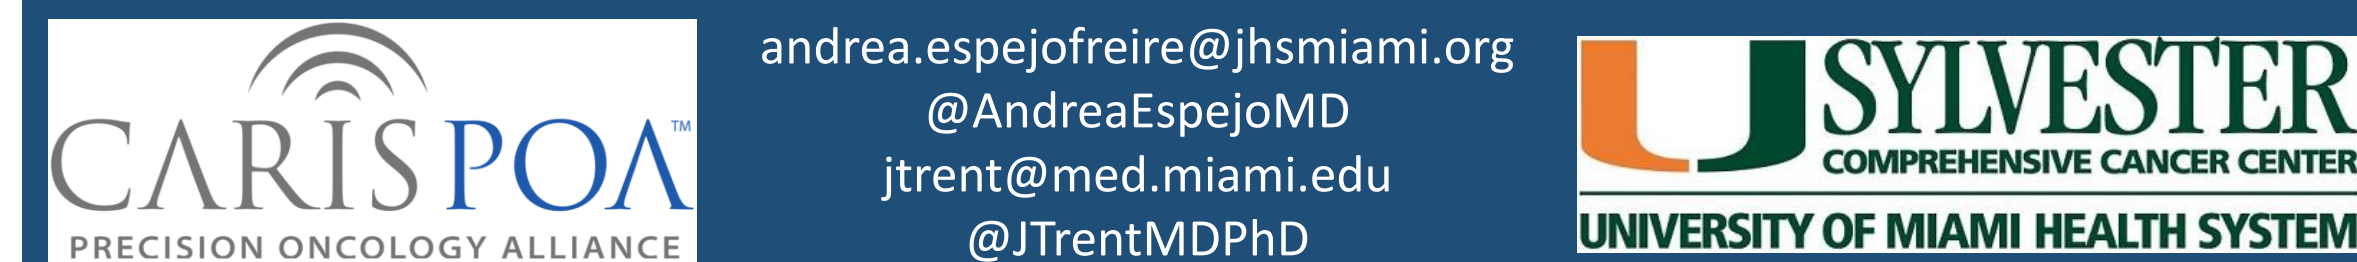 CARIS POA™
PRECISION ONCOLOGY ALLIANCE
andrea.espejofreire@jhsmiami.org
@AndreaEspejoMD
jtrent@med.miami.edu
@JTrentMDPhD
SYLVESTER
COMPREHENSIVE CANCER CENTER
UNIVERSITY OF MIAMI HEALTH SYSTEM